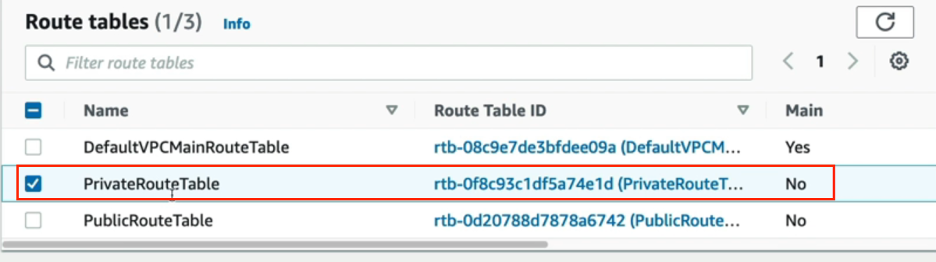 Route tables (1/3) Info
Filter route tables
1
Name Route Table ID Main
DefaultVPCMainRouteTable rtb-08c9e7de3bfdee09a (DefaultVPCM... Yes
PrivateRouteTable rtb-0f8c93c1df5a74e1d (PrivateRouteT... No
PublicRouteTable rtb-0d20788d7878a6742 (PublicRoute... No